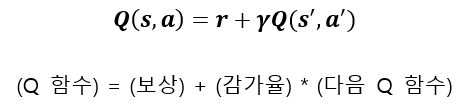 Q(s, a) = r + γQ(s′, a′)
(Q 함수) = (보상) + (감가율) * (다음 Q 함수)